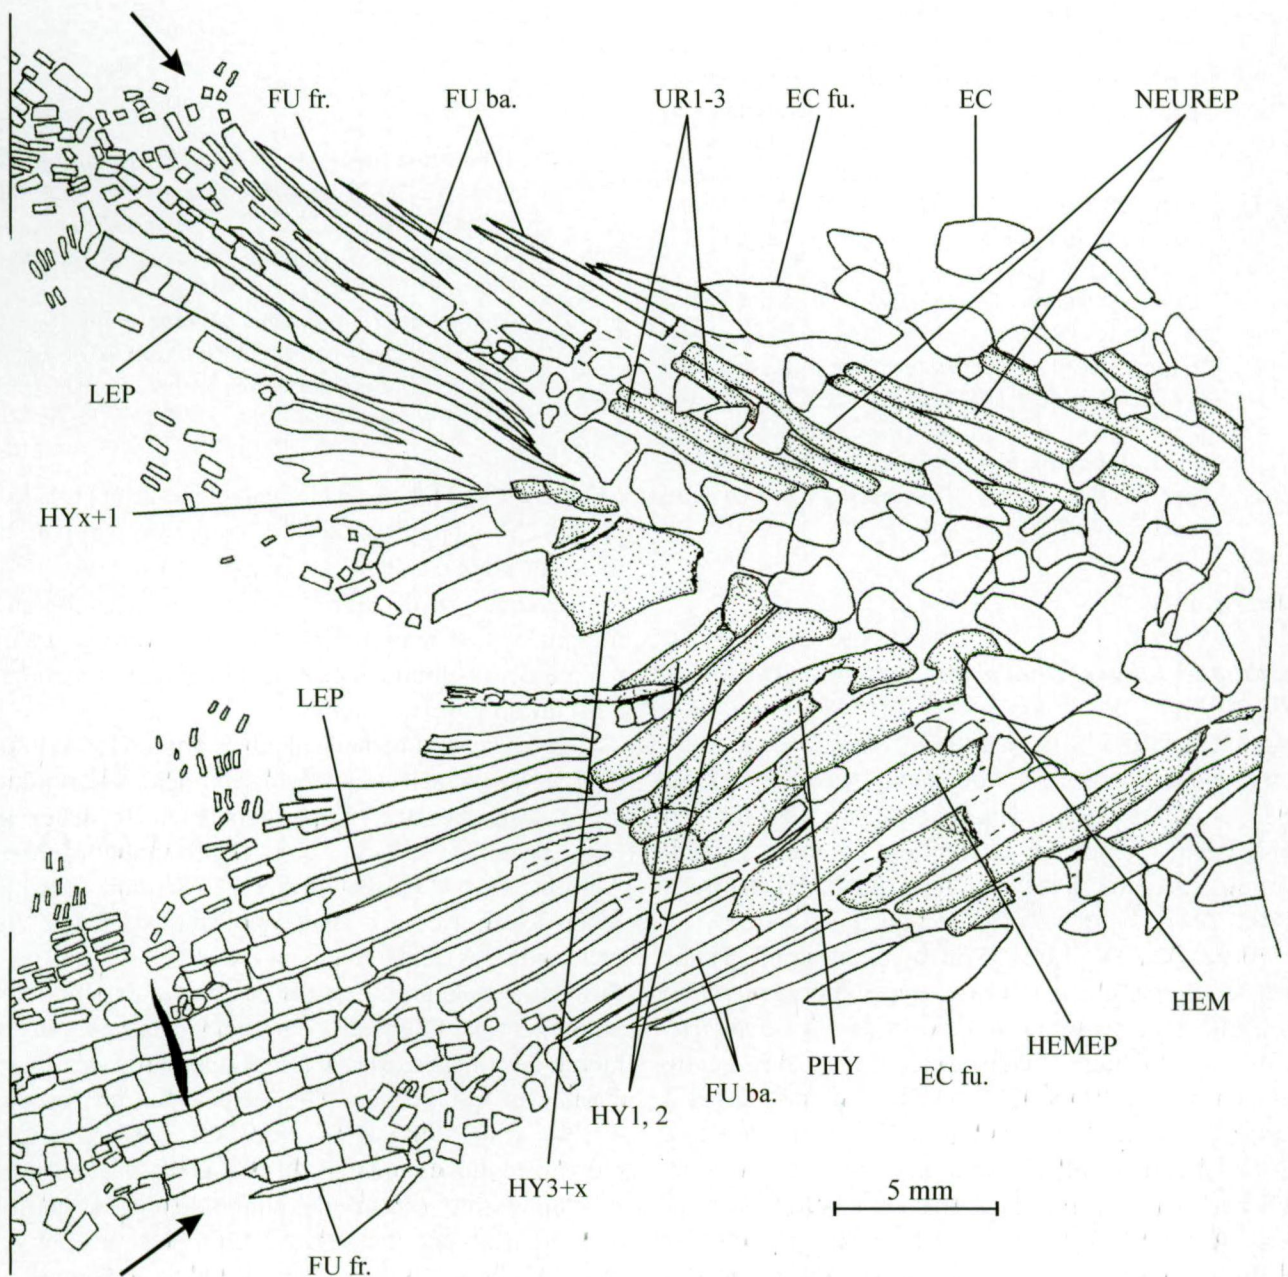 FU fr. FU ba. UR1-3 EC fu. EC NEUREP
LEP
HYx+1
LEP
HEM
HEMEP
PHY
EC fu.
FU ba.
HY1, 2
HY3+x
5 mm
FU fr.